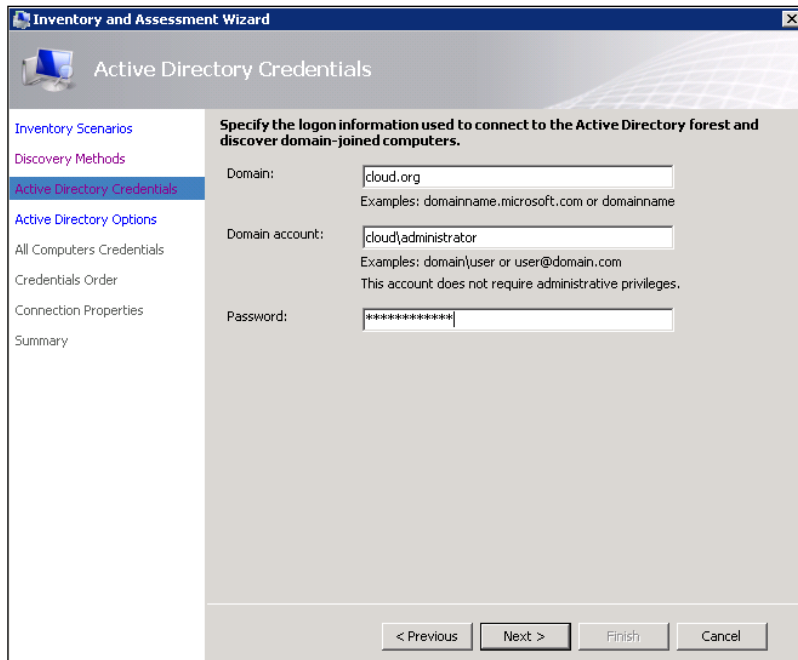 Inventory and Assessment Wizard
Active Directory Credentials
Inventory Scenarios
Discovery Methods
Active Directory Credentials
Active Directory Options
All Computers Credentials
Credentials Order
Connection Properties
Summary
Specify the logon information used to connect to the Active Directory forest and
discover domain-joined computers.
Domain:
cloud.org
Examples: domainname.microsoft.com or domainname
Domain account:
cloud\administrator
Examples: domain\user or user@domain.com
This account does not require administrative privileges.
Password:
************
< Previous
Next >
Finish
Cancel